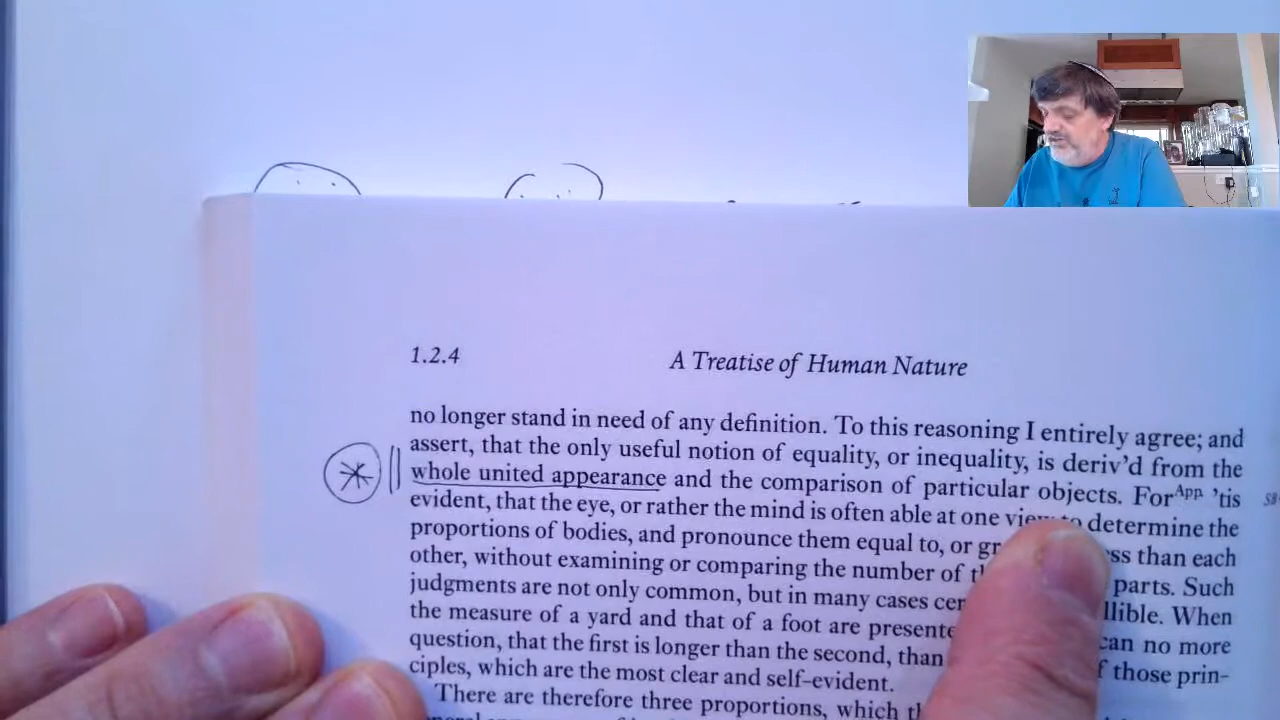 1.2.4 A Treatise of Human Nature
no longer stand in need of any definition. To this reasoning I entirely agree; and
assert, that the only useful notion of equality, or inequality, is deriv'd from the
whole united appearance and the comparison of particular objects. For App 'tis
evident, that the eye, or rather the mind is often able at one view to determine the
proportions of bodies, and pronounce them equal to, or than each
other, without examining or comparing the number of parts. Such
judgments are not only common, but in many cases When
the measure of a yard and that of a foot are can no more
question, that the first is longer than the second, than those prin-
ciples, which are the most clear and self-evident.
There are therefore three proportions, which